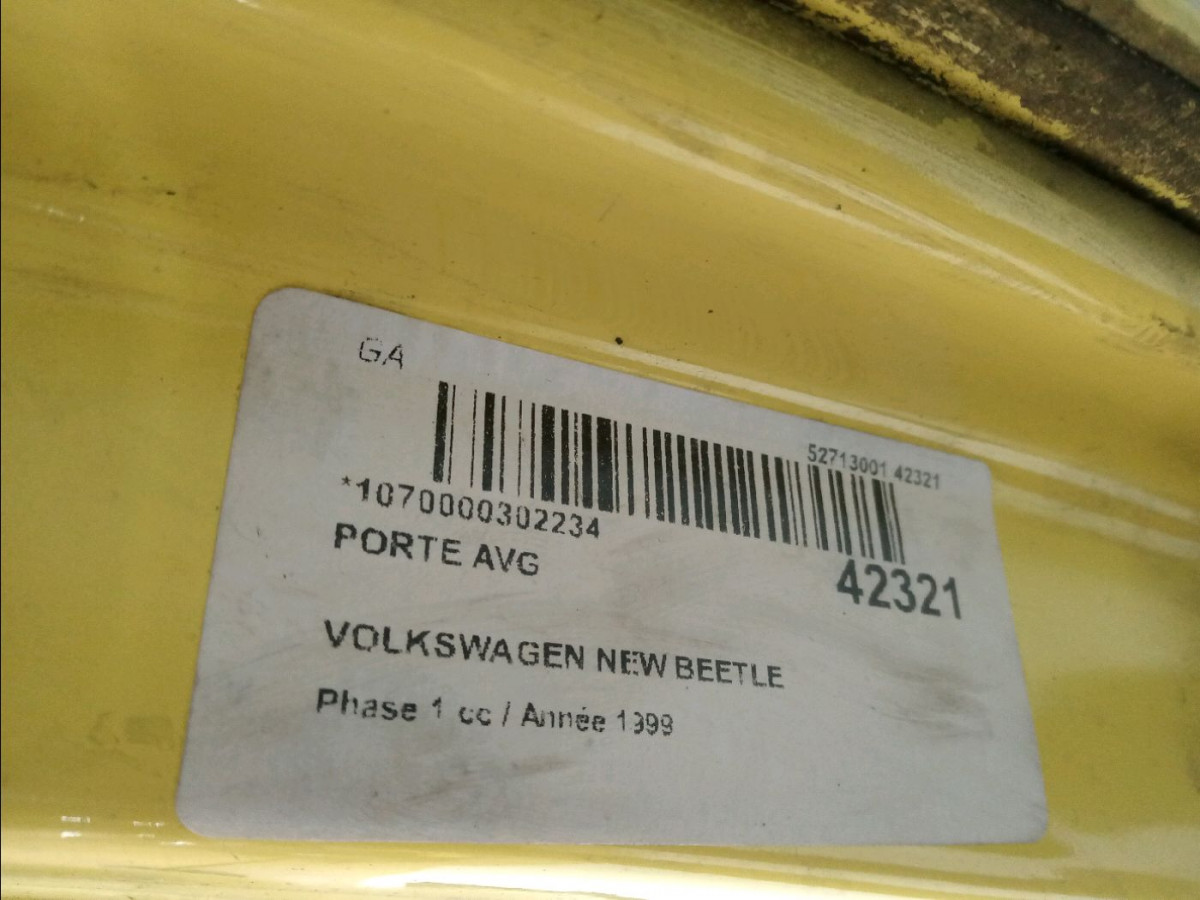 GA
52713001 42321
*1070000302234
PORTE AVG
42321
VOLKSWAGEN NEW BEETLE
Phase 1 cc / Année 1999